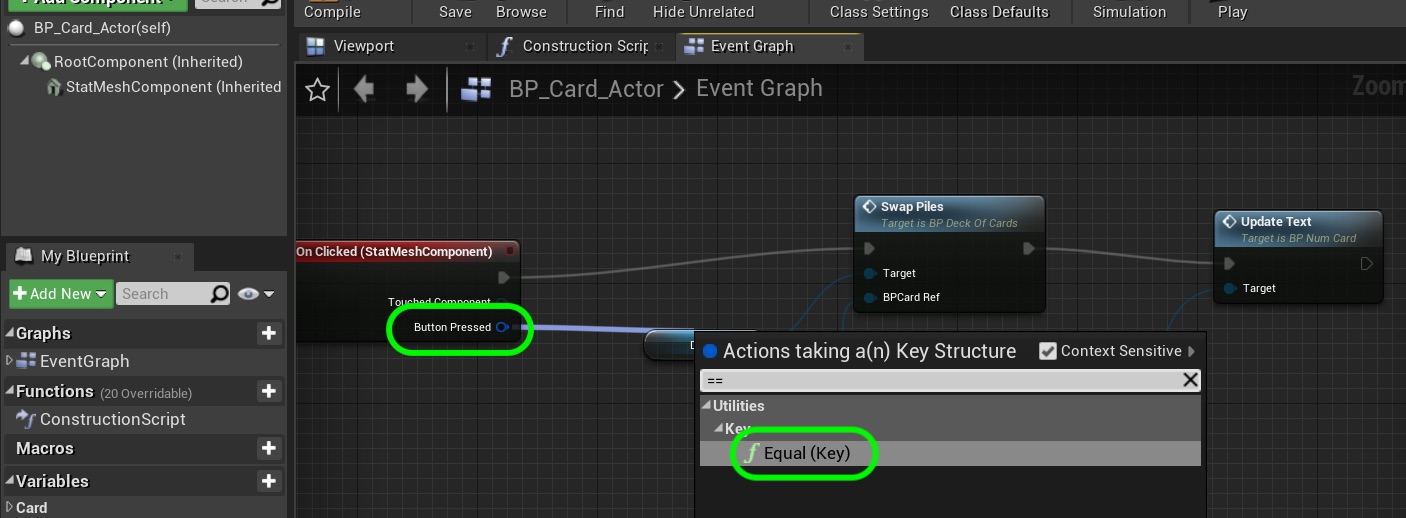 Add Component
Search
BP_Card_Actor(self)
RootComponent (Inherited)
StatMeshComponent (Inherited
My Blueprint
Add New
Search
Graphs
EventGraph
Functions (20 Overridable)
ConstructionScript
Macros
Variables
Card
Compile
Save
Browse
Find
Hide Unrelated
Class Settings
Class Defaults
Simulation
Play
Viewport
Construction Scrip
Event Graph
BP_Card_Actor > Event Graph
Zoom
On Clicked (StatMeshComponent)
Touched Component
Button Pressed
Swap Piles
Target is BP Deck Of Cards
Target
BPCard Ref
Update Text
Target is BP Num Card
Target
Actions taking a(n) Key Structure
Context Sensitive
==
Utilities
Key
f Equal (Key)